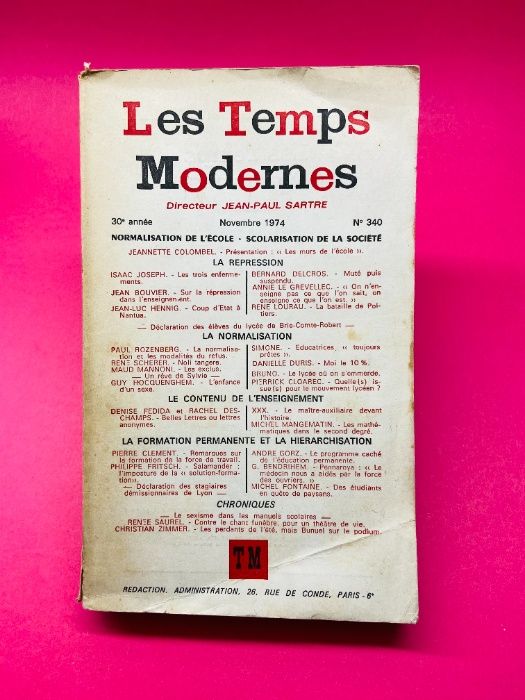 Les Temps
Modernes
Directeur JEAN-PAUL SARTRE
30e année Novembre 1974 No 340
NORMALISATION DE L'ÉCOLE - SCOLARISATION DE LA SOCIÉTÉ
JEANNETTE COLOMBEL. - Présentation : « Les murs de l'école ».
LA REPRESSION
ISAAC JOSEPH. - Les trois enferme-
ments.
JEAN BOUVIER. - Sur la répression
dans l'enseignement.
JEAN-LUC HENNIG. - Coup d'Etat à
Nantua.
BERNARD DELCROS. - Muté puis
suspendu.
ANNIE LE GREVELLEC. - « On n'en-
seigne pas ce que l'on sait, on
enseigne ce que l'on est. »
RENE LOURAU. - La bataille de Poi-
tiers.
— Déclaration des élèves du lycée de Brie-Comte-Robert —
LA NORMALISATION
PAUL ROZENBERG. - La normalisa-
tion et les modalités du refus.
RENE SCHERER. - Noli tangere.
MAUD MANNONI. - Les exclus.
— Un rêve de Sylvie —
GUY HOCQUENGHEM. - L'enfance
d'un sexe.
SIMONE. - Educatrices : « toujours
prêtes ».
DANIELLE DURIS. - Moi le 10 %.
BRUNO. - Le lycée où on s'emmerde.
PIERRICK CLOAREC. - Quelle(s) is-
sue(s) pour le mouvement lycéen ?
LE CONTENU DE L'ENSEIGNEMENT
DENISE FEDIDA et RACHEL DES-
CHAMPS. - Belles Lettres ou lettres
anonymes.
XXX. - Le maître-auxiliaire devant
l'histoire.
MICHEL MANGEMATIN. - Les mathé-
matiques dans le second degré.
LA FORMATION PERMANENTE ET LA HIERARCHISATION
PIERRE CLEMENT. - Remarques sur
la formation de la force de travail.
PHILIPPE FRITSCH. - Salamander :
l'impasse de la « solution-forma-
tion».
— Déclaration des stagiaires
démissionnaires de Lyon —
ANDRE GORZ. - Le programme caché
de l'éducation permanente.
G. BENDRIHEM. - Pennaroya : « Le
médecin nous a aidés par la force
des ouvriers. »
MICHEL FONTAINE. - Des étudiants
en quête de paysans.
CHRONIQUES
— Le sexisme dans les manuels scolaires —
RENEE SAUREL. - Contre le chant funèbre, pour un théâtre de vie.
CHRISTIAN ZIMMER. - Les perdants de l'été, mais Bunuel sur le podium.
TM
REDACTION, ADMINISTRATION, 26, RUE DE CONDE, PARIS - 6e